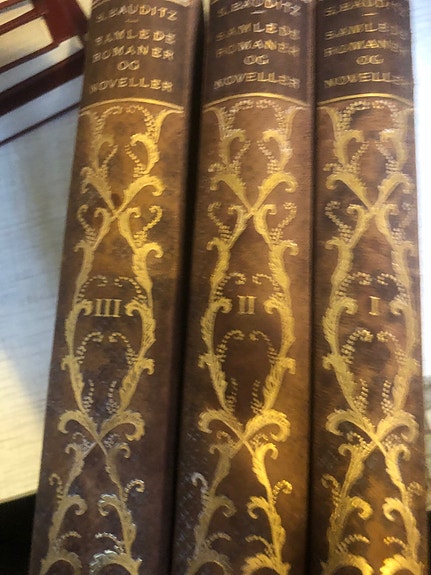 S. BAUDITZ
SAMLEDE
ROMANER
OG
NOVELLER
III
S. BAUDITZ
SAMLEDE
ROMANER
OG
NOVELLER
II
S. BAUDITZ
SAMLEDE
ROMANER
OG
NOVELLER
I